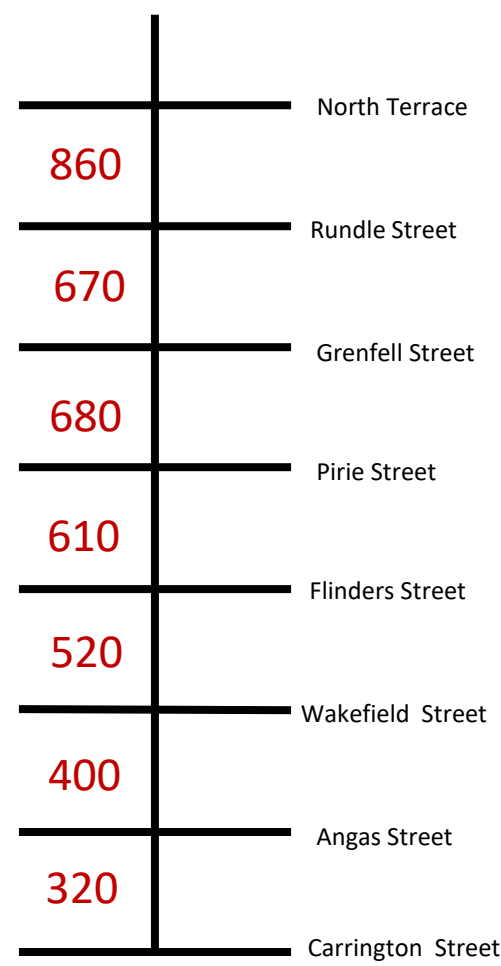 North Terrace
860
Rundle Street
670
Grenfell Street
680
Pirie Street
610
Flinders Street
520
Wakefield  Street
400
Angas Street
320
Carrington  Street